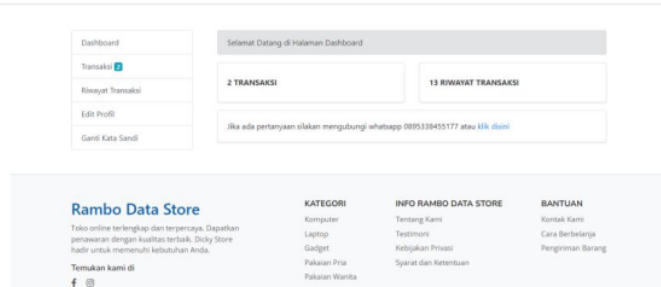 Dashboard
Transaksi 2
Riwayat Transaksi
Edit Profil
Ganti Kata Sandi
Selamat Datang di Halaman Dashboard
2 TRANSAKSI
13 RIWAYAT TRANSAKSI
Jika ada pertanyaan silakan mengubungi whatsapp 0895338455177 atau klik disini
Rambo Data Store
Toko online terlengkap dan terpercaya. Dapatkan
penawaran dengan kualitas terbaik. Dicky Store
hadir untuk memenuhi kebutuhan Anda.
Temukan kami di
KATEGORI
Komputer
Laptop
Gadget
Pakaian Pria
Pakaian Wanita
INFO RAMBO DATA STORE
Tentang Kami
Testimoni
Kebijakan Privasi
Syarat dan Ketentuan
BANTUAN
Kontak Kami
Cara Berbelanja
Pengiriman Barang